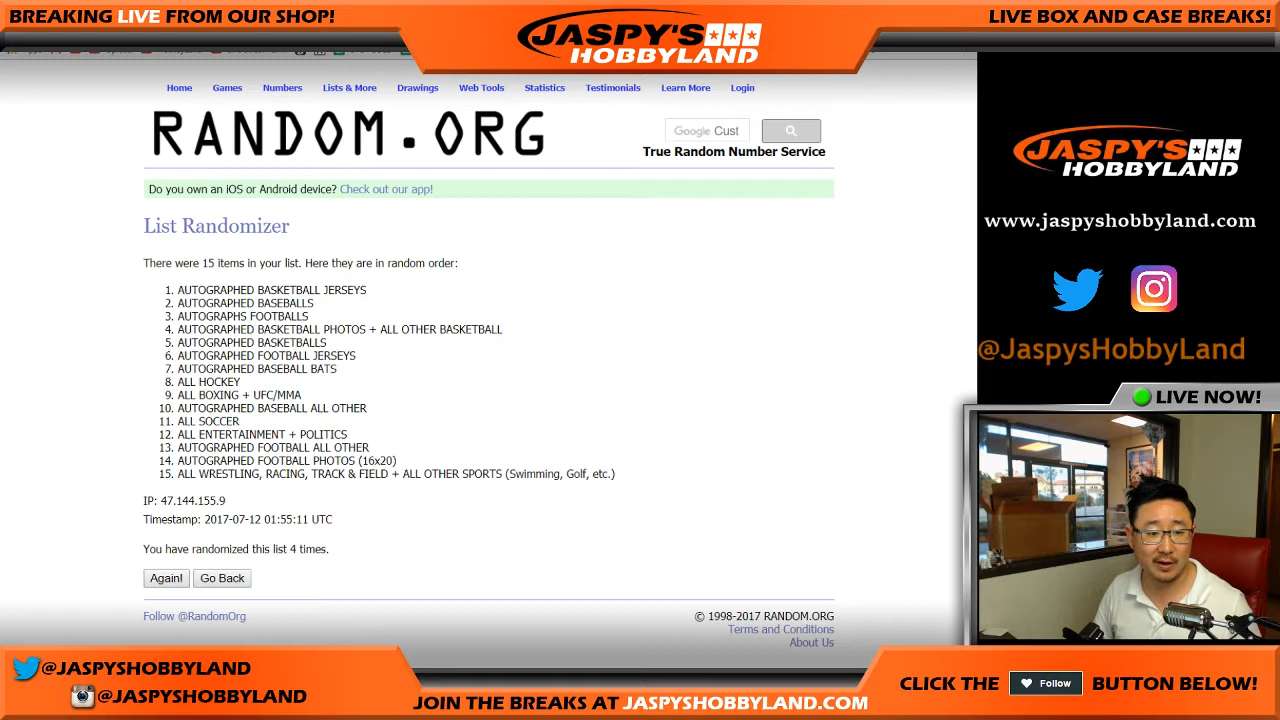 BREAKING LIVE FROM OUR SHOP!
JASPY'S
HOBBYLAND
LIVE BOX AND CASE BREAKS!
Home Games Numbers Lists & More Drawings Web Tools Statistics Testimonials Learn More Login
RANDOM.ORG
Google Cust
True Random Number Service
Do you own an iOS or Android device? Check out our app!
List Randomizer
There were 15 items in your list. Here they are in random order:
1. AUTOGRAPHED BASKETBALL JERSEYS
2. AUTOGRAPHED BASEBALLS
3. AUTOGRAPHS FOOTBALLS
4. AUTOGRAPHED BASKETBALL PHOTOS + ALL OTHER BASKETBALL
5. AUTOGRAPHED BASKETBALLS
6. AUTOGRAPHED FOOTBALL JERSEYS
7. AUTOGRAPHED BASEBALL BATS
8. ALL HOCKEY
9. ALL BOXING + UFC/MMA
10. AUTOGRAPHED BASEBALL ALL OTHER
11. ALL SOCCER
12. ALL ENTERTAINMENT + POLITICS
13. AUTOGRAPHED FOOTBALL ALL OTHER
14. AUTOGRAPHED FOOTBALL PHOTOS (16x20)
15. ALL WRESTLING, RACING, TRACK & FIELD + ALL OTHER SPORTS (Swimming, Golf, etc.)
IP: 47.144.155.9
Timestamp: 2017-07-12 01:55:11 UTC
You have randomized this list 4 times.
Again! Go Back
Follow @RandomOrg
© 1998-2017 RANDOM.ORG
Terms and Conditions
About Us
JASPY'S
HOBBYLAND
www.jaspyshobbyland.com
@JaspysHobbyLand
LIVE NOW!
@JASPYSHOBBYLAND
@JASPYSHOBBYLAND
JOIN THE BREAKS AT JASPYSHOBBYLAND.COM
CLICK THE Follow BUTTON BELOW!